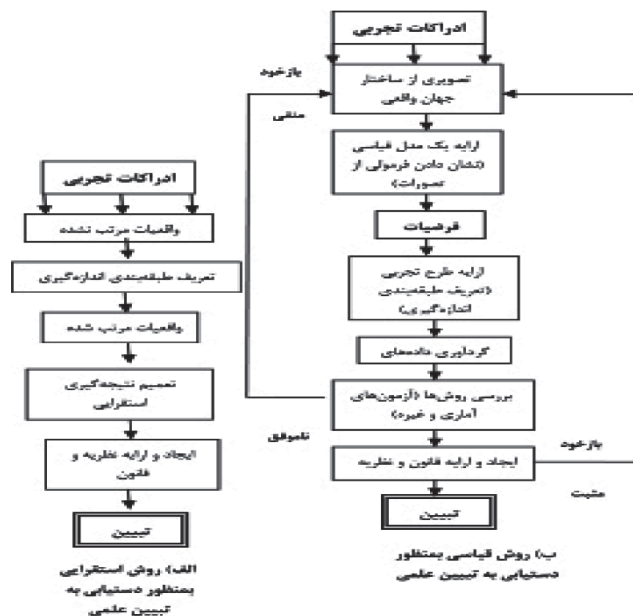 ادراکات تجربی
تصویری از ساختار
جهان واقعی
ارایه یک مدل قیاسی
(نشان دادن فرمولی از
تصورات)
فرضیات
ارایه طرح تجربی
(تعریف طبقه‌بندی
اندازه‌گیری)
گردآوری داده‌های
بررسی روش‌ها (آزمون‌های
آماری و غیره)
ایجاد و ارایه قانون و نظریه
تبیین
بازخود
منفی
ناموفق
بازخود
مثبت
ب) روش قیاسی بمنظور
دستیابی به تبیین علمی
ادراکات تجربی
واقعیات مرتب نشده
تعریف طبقه‌بندی اندازه‌گیری
واقعیات مرتب شده
تعمیم نتیجه‌گیری
استقرایی
ایجاد و ارایه نظریه و
قانون
تبیین
الف) روش استقرایی
بمنظور دستیابی به
تبیین علمی